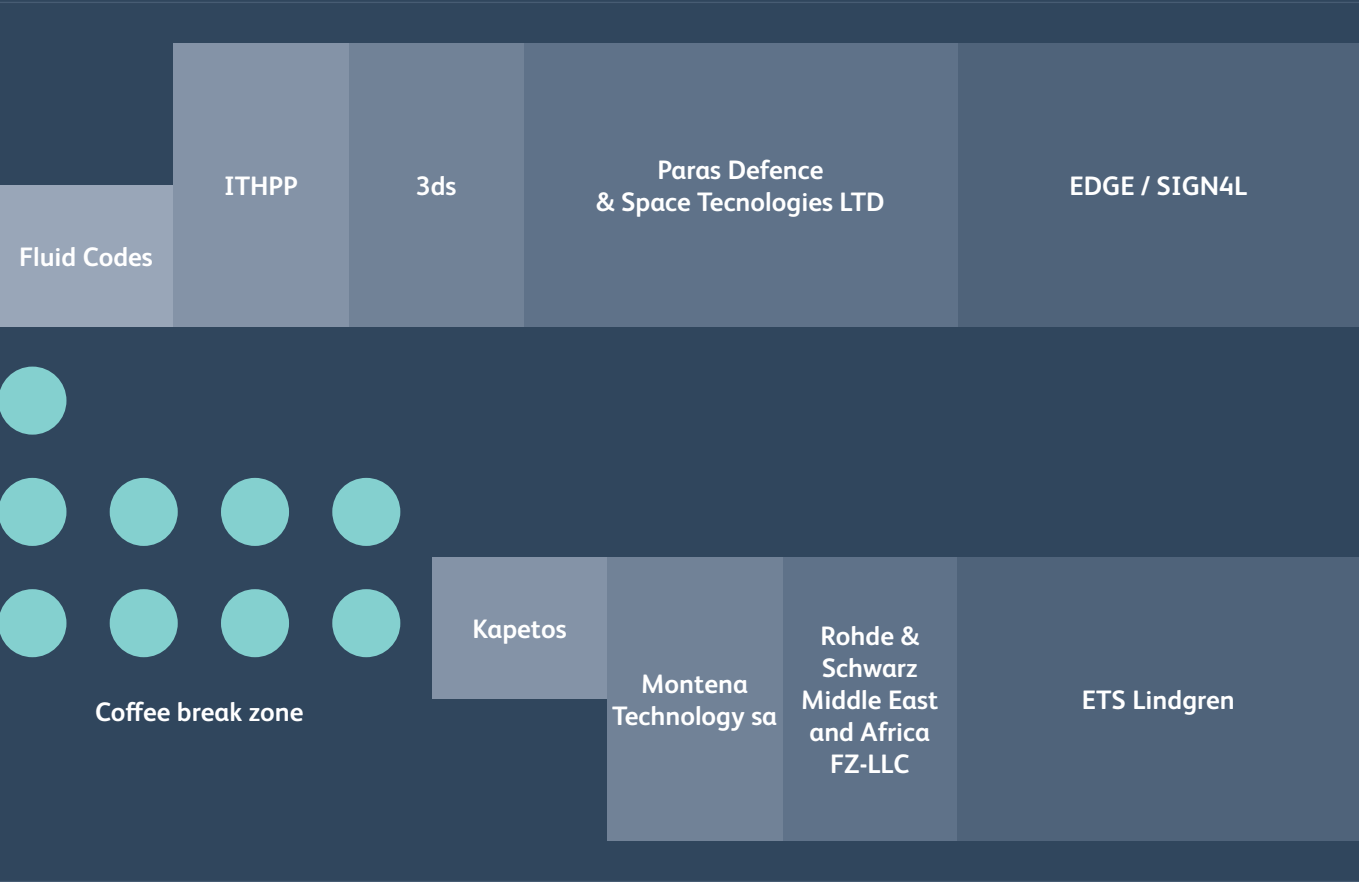 ITHPP
3ds
Paras Defence
& Space Tecnologies LTD
EDGE / SIGN4L
Fluid Codes
Kapetos
Montena
Technology sa
Rohde &
Schwarz
Middle East
and Africa
FZ-LLC
ETS Lindgren
Coffee break zone